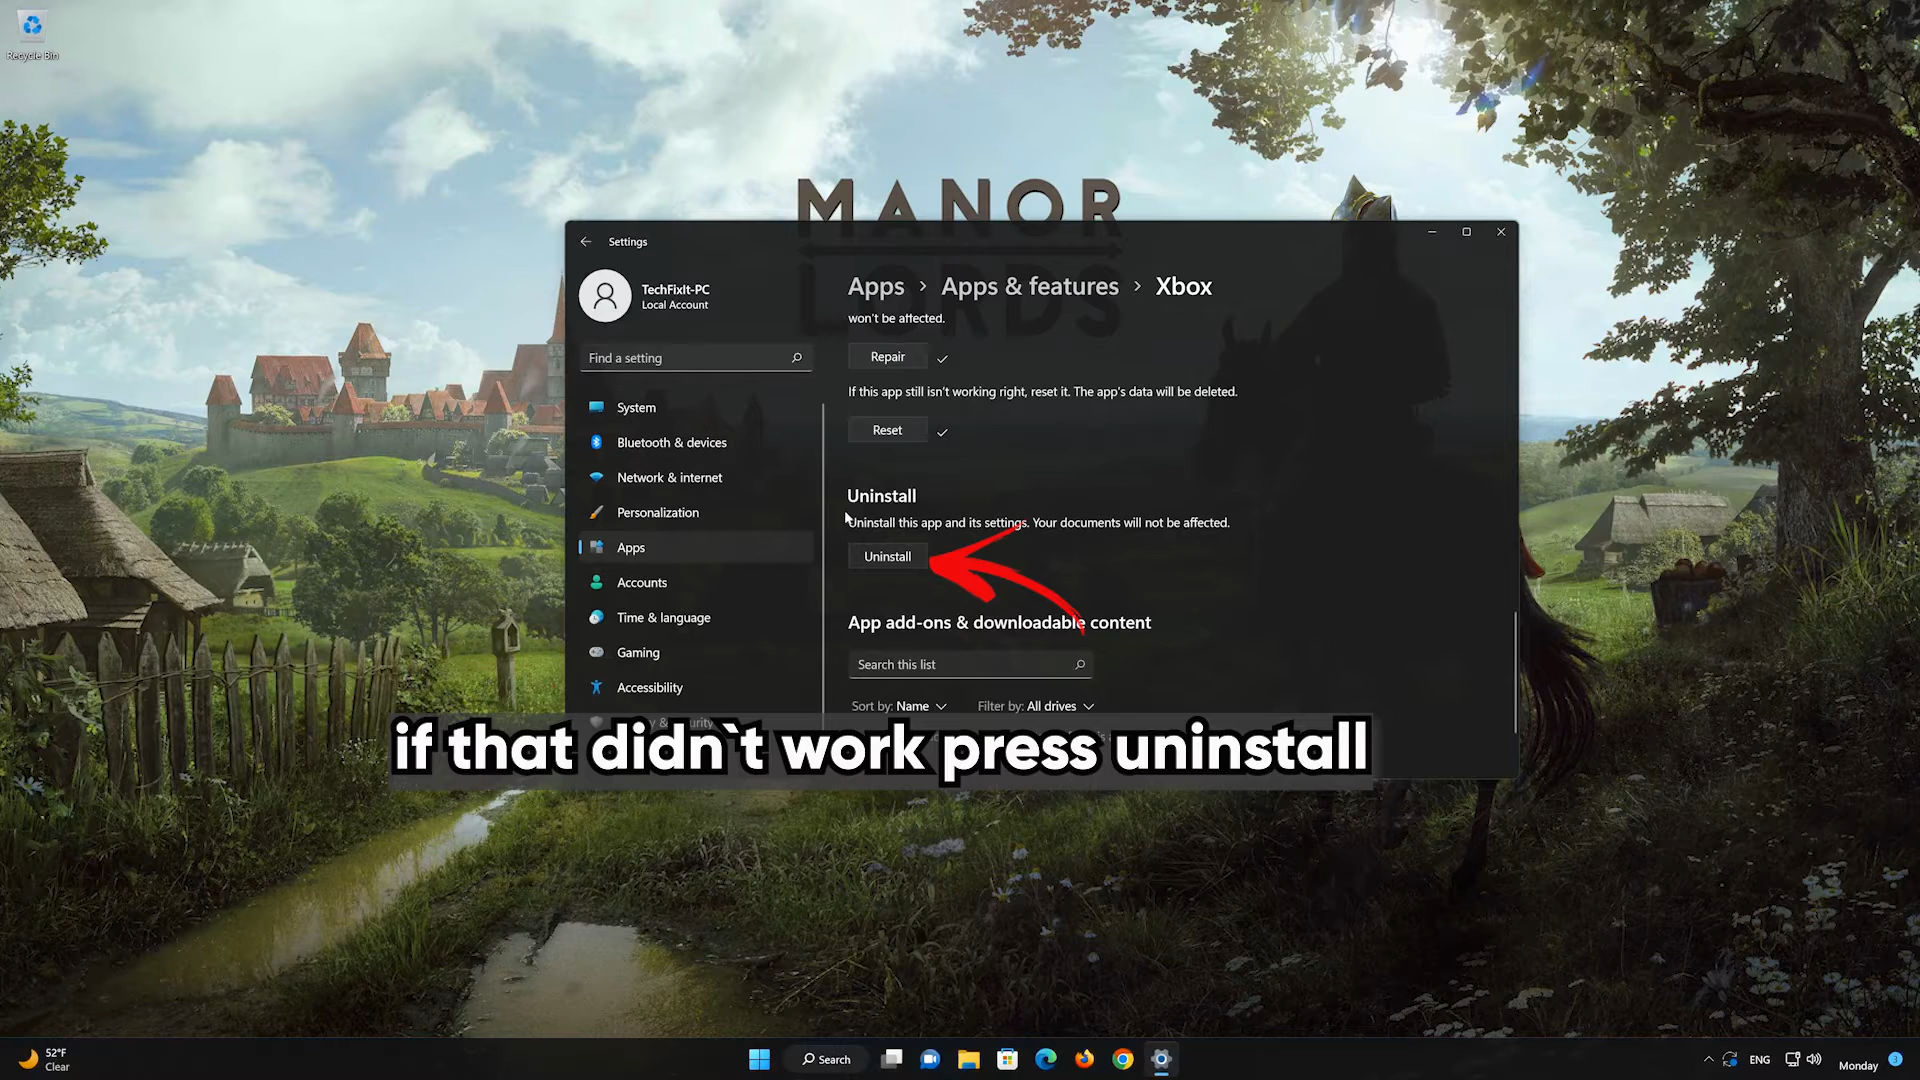 Recycle Bin
MANOR
LORDS
Settings
TechFixIt-PC
Local Account
Find a setting
System
Bluetooth & devices
Network & internet
Personalization
Apps
Accounts
Time & language
Gaming
Accessibility
Apps › Apps & features › Xbox
won't be affected.
Repair
If this app still isn't working right, reset it. The app's data will be deleted.
Reset
Uninstall
Uninstall this app and its settings. Your documents will not be affected.
Uninstall
App add-ons & downloadable content
Search this list
Sort by: Name Filter by: All drives
if that didn`t work press uninstall
52°F
Clear
Search
ENG
Monday
3